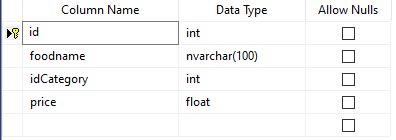 Column Name Data Type Allow Nulls
id int
foodname nvarchar(100)
idCategory int
price float